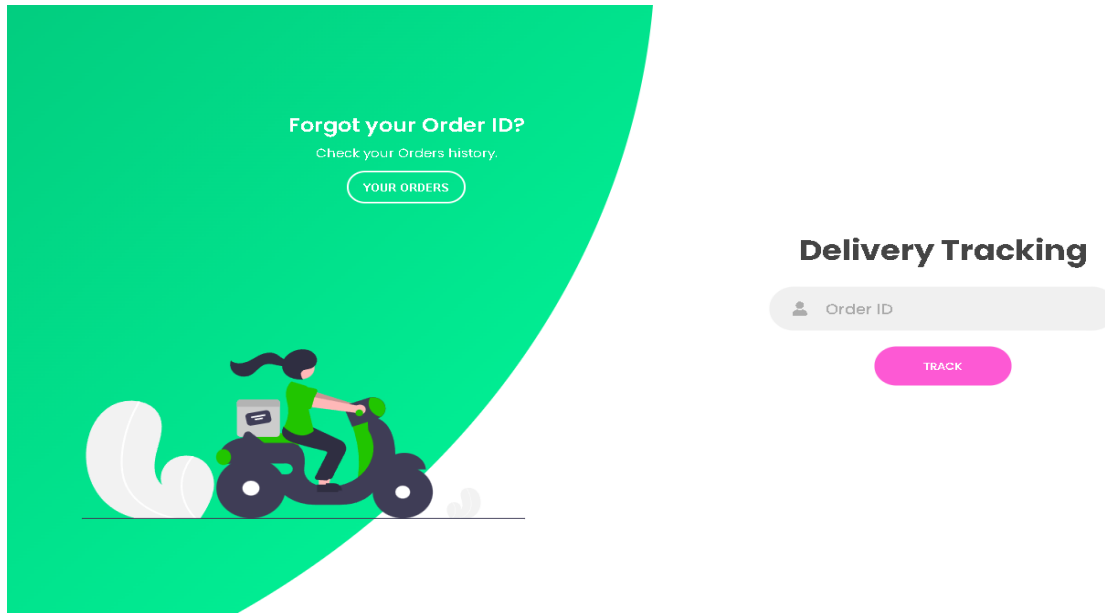 Forgot your Order ID?
Check your Orders history.
YOUR ORDERS
Delivery Tracking
Order ID
TRACK